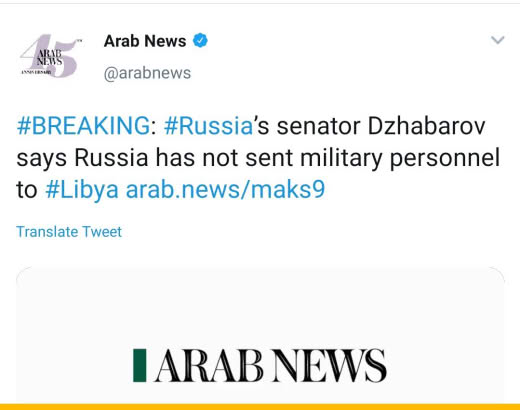 45
ARAB NEWS
ANNIVERSARY
Arab News
@arabnews
#BREAKING: #Russia's senator Dzhabarov
says Russia has not sent military personnel
to #Libya arab.news/maks9
Translate Tweet
ARAB NEWS